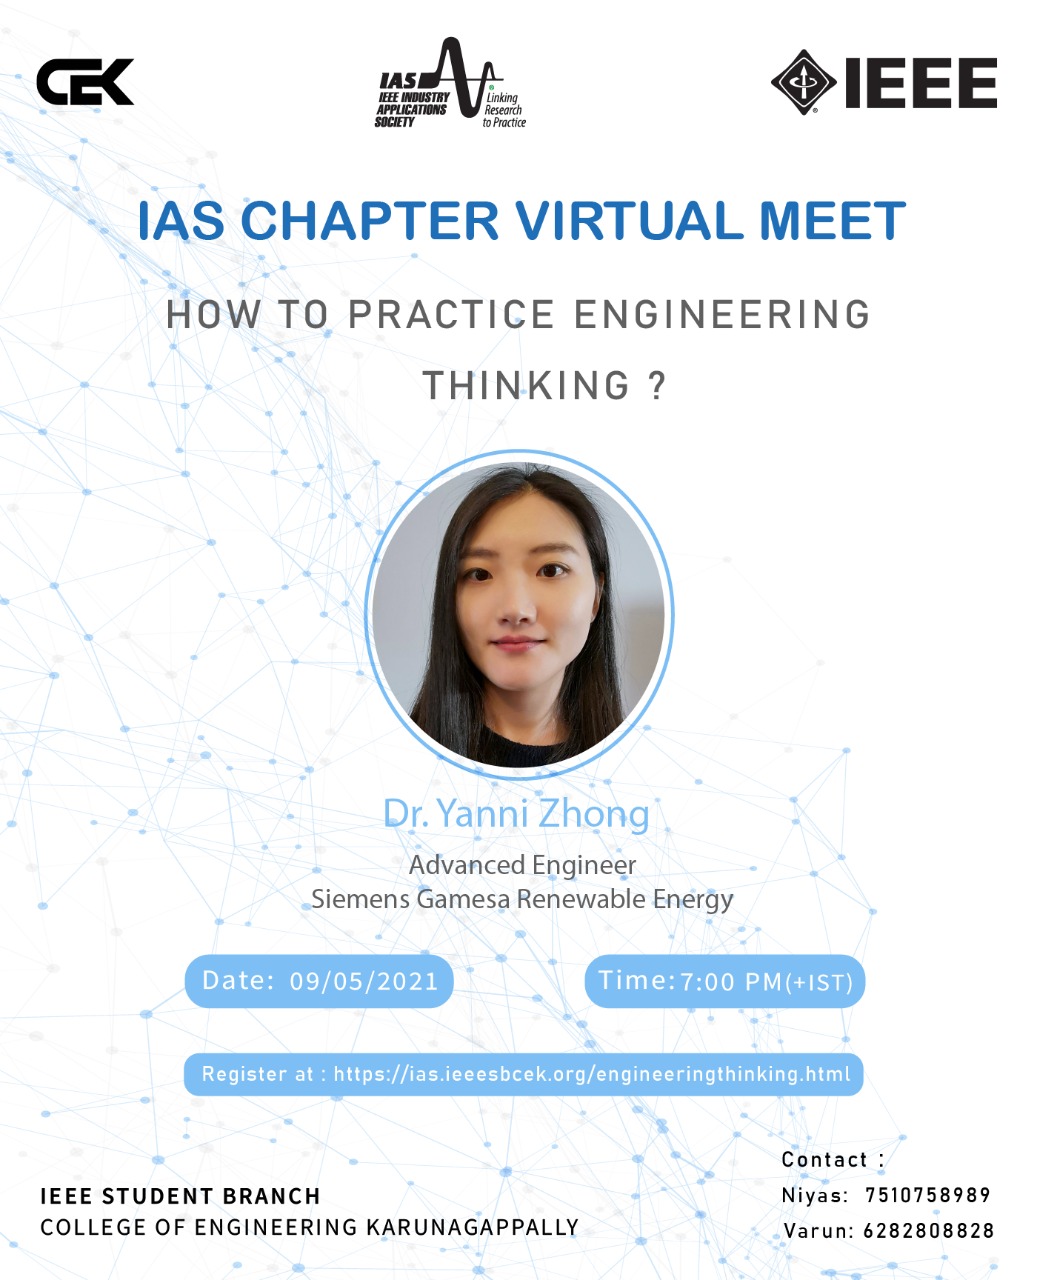 CEK
IAS
IEEE INDUSTRY
APPLICATIONS
SOCIETY
Linking
Research
to Practice
®
IEEE
®
IAS CHAPTER VIRTUAL MEET
HOW TO PRACTICE ENGINEERING
THINKING ?
Dr. Yanni Zhong
Advanced Engineer
Siemens Gamesa Renewable Energy
Date: 09/05/2021
Time: 7:00 PM(+IST)
Register at : https://ias.ieeesbcek.org/engineeringthinking.html
IEEE STUDENT BRANCH
COLLEGE OF ENGINEERING KARUNAGAPPALLY
Contact :
Niyas: 7510758989
Varun: 6282808828